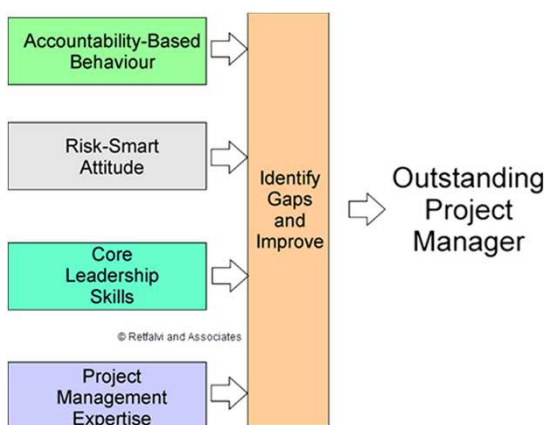 Accountability-Based
Behaviour
Risk-Smart
Attitude
Core
Leadership
Skills
© Retfalvi and Associates
Project
Management
Expertise
Identify
Gaps
and
Improve
Outstanding
Project
Manager